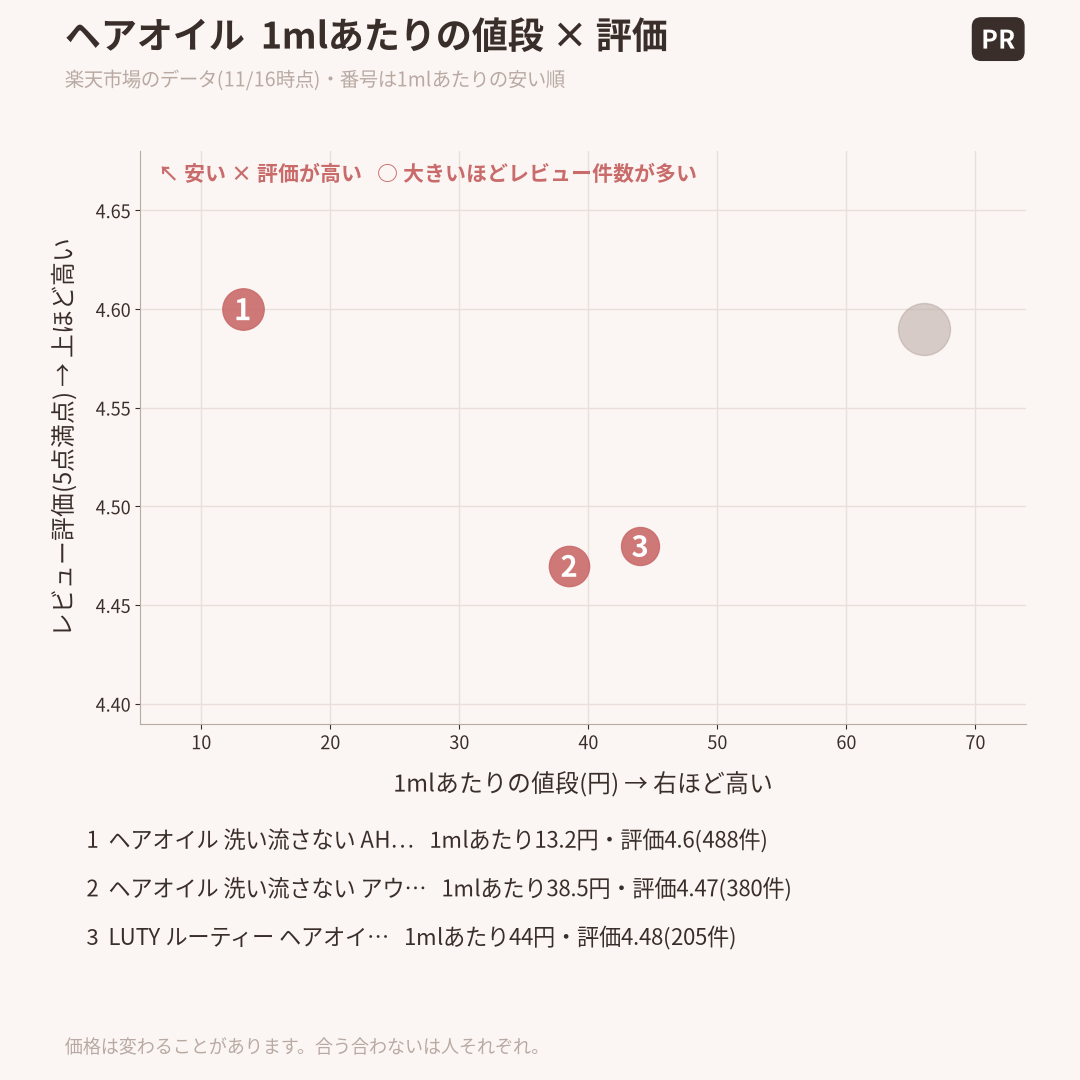 ヘアオイル 1mlあたりの値段 × 評価
PR
楽天市場のデータ(11/16時点)・番号は1mlあたりの安い順
↖ 安い × 評価が高い ○ 大きいほどレビュー件数が多い
レビュー評価(5点満点) → 上ほど高い
4.65
4.60
4.55
4.50
4.45
4.40
1
2
3
10 20 30 40 50 60 70
1mlあたりの値段(円) → 右ほど高い
1 ヘアオイル 洗い流さない AH… 1mlあたり13.2円・評価4.6(488件)
2 ヘアオイル 洗い流さない アウ… 1mlあたり38.5円・評価4.47(380件)
3 LUTY ルーティー ヘアオイ… 1mlあたり44円・評価4.48(205件)
価格は変わることがあります。合う合わないは人それぞれ。